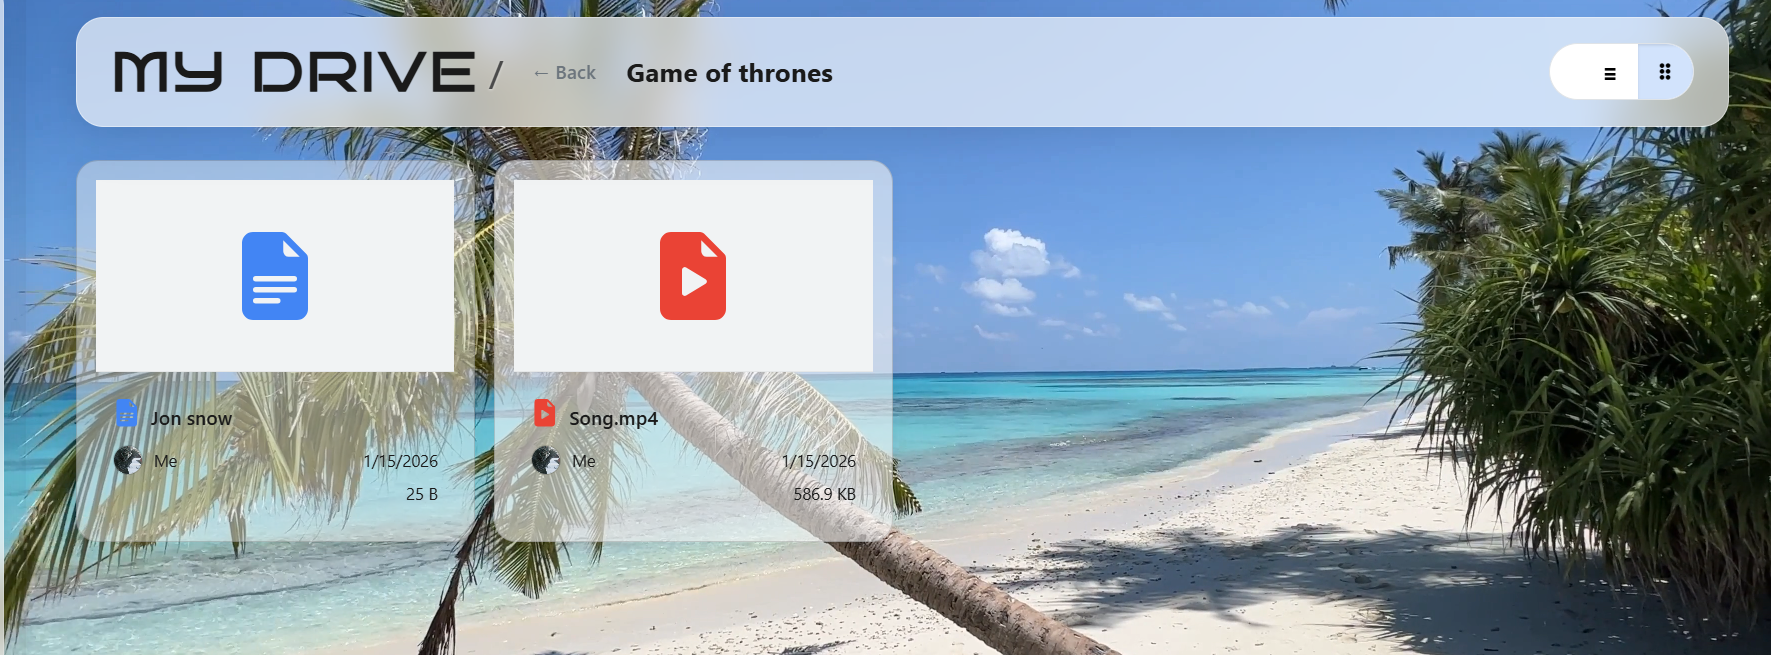 MY DRIVE / ← Back Game of thrones
Jon snow
Me 1/15/2026
25 B
Song.mp4
Me 1/15/2026
586.9 KB